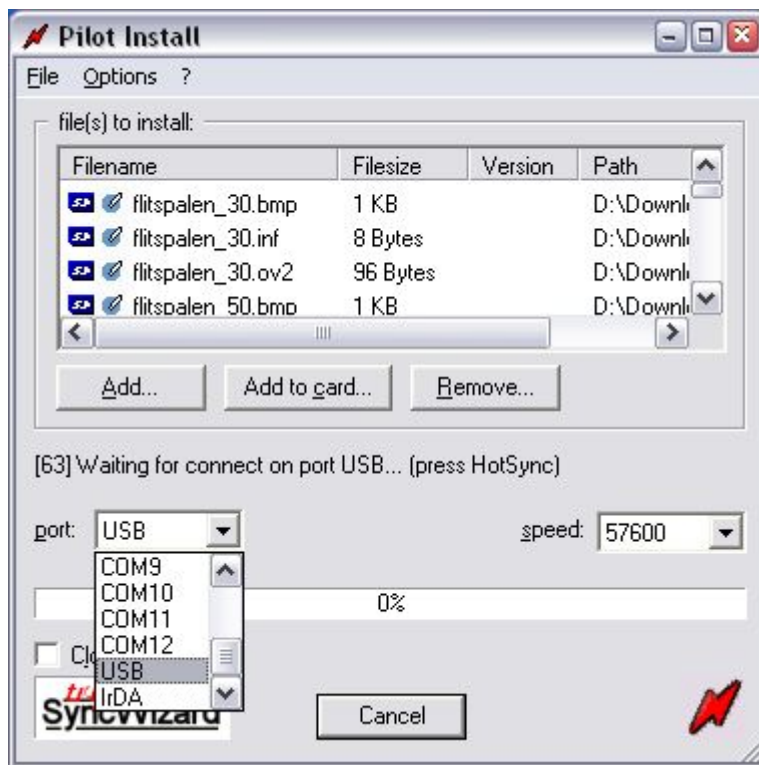 Pilot Install
File Options ?
file(s) to install:
Filename Filesize Version Path
flitspalen_30.bmp 1 KB D:\Downl
flitspalen_30.inf 8 Bytes D:\Downl
flitspalen_30.ov2 96 Bytes D:\Downl
flitspalen_50.bmp 1 KB D:\Downl
Add... Add to card... Remove...
[63] Waiting for connect on port USB... (press HotSync)
port: USB speed: 57600
COM9
COM10
COM11
COM12
USB
IrDA
0%
SyncWizard
Cancel